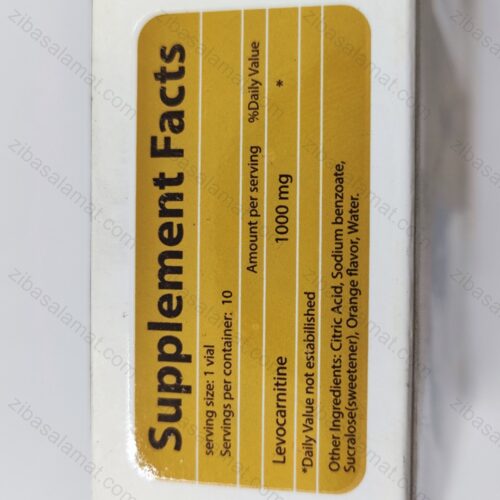 Supplement Facts
serving size: 1 vial
Servings per container: 10
Amount per serving %Daily Value
Levocarnitine 1000 mg *
*Daily Value not estabilished
Other Ingredients: Citric Acid, Sodium benzoate,
Sucralose(sweetener), Orange flavor, Water.
zibasalamat.com